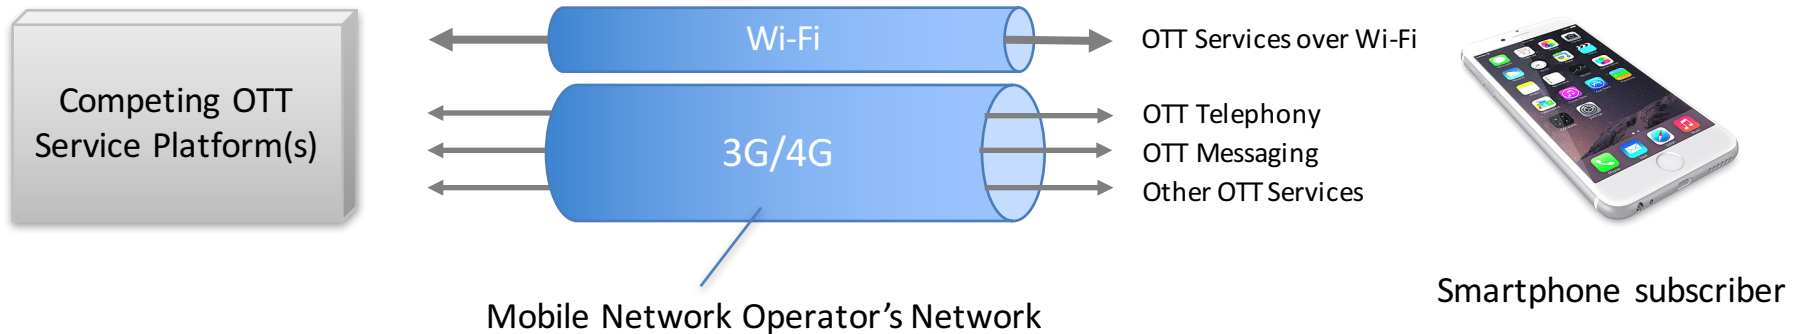 Competing OTT
Service Platform(s)
Wi-Fi
OTT Services over Wi-Fi
3G/4G
OTT Telephony
OTT Messaging
Other OTT Services
Mobile Network Operator’s Network
Smartphone subscriber